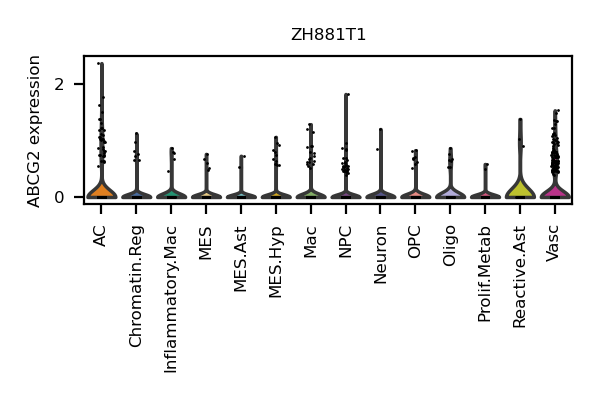 ZH881T1
ABCG2 expression
2
0
AC
Chromatin.Reg
Inflammatory.Mac
MES
MES.Ast
MES.Hyp
Mac
NPC
Neuron
OPC
Oligo
Prolif.Metab
Reactive.Ast
Vasc